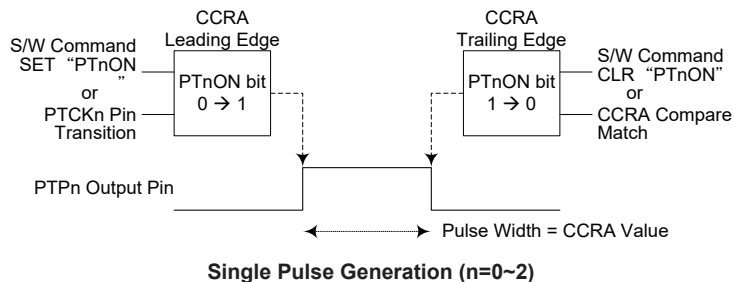 CCRA
Leading Edge
S/W Command
SET “PTnON
”
or
PTCKn Pin
Transition
PTnON bit
0 → 1
CCRA
Trailing Edge
PTnON bit
1 → 0
S/W Command
CLR “PTnON”
or
CCRA Compare
Match
PTPn Output Pin
Pulse Width = CCRA Value
Single Pulse Generation (n=0~2)